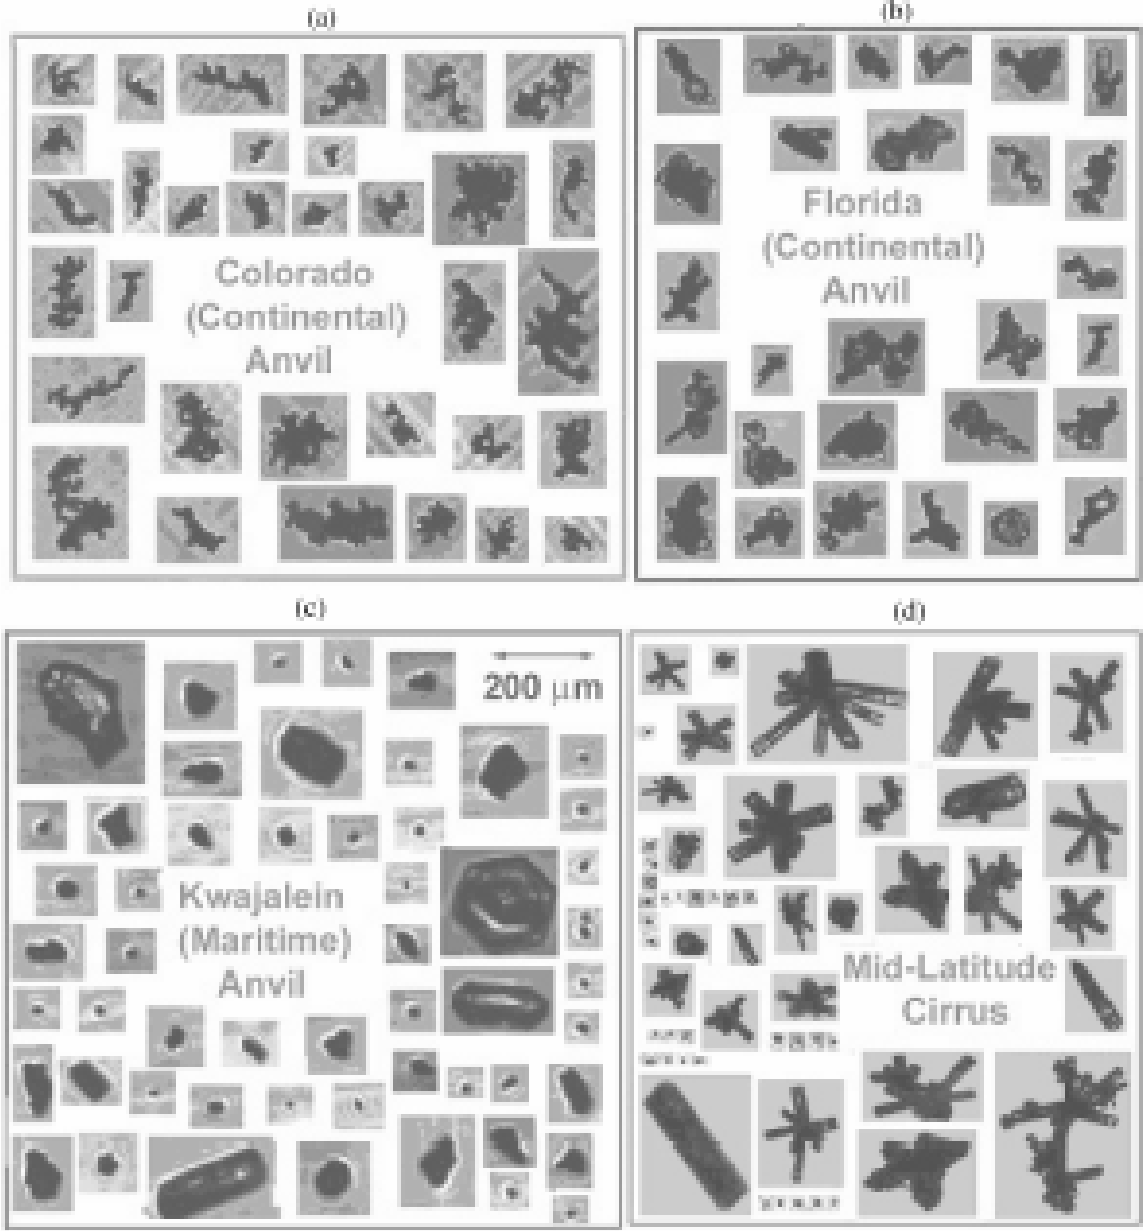 (a)
(b)
Colorado
(Continental)
Anvil
Florida
(Continental)
Anvil
(c)
(d)
200 µm
Kwajalein
(Maritime)
Anvil
Mid-Latitude
Cirrus